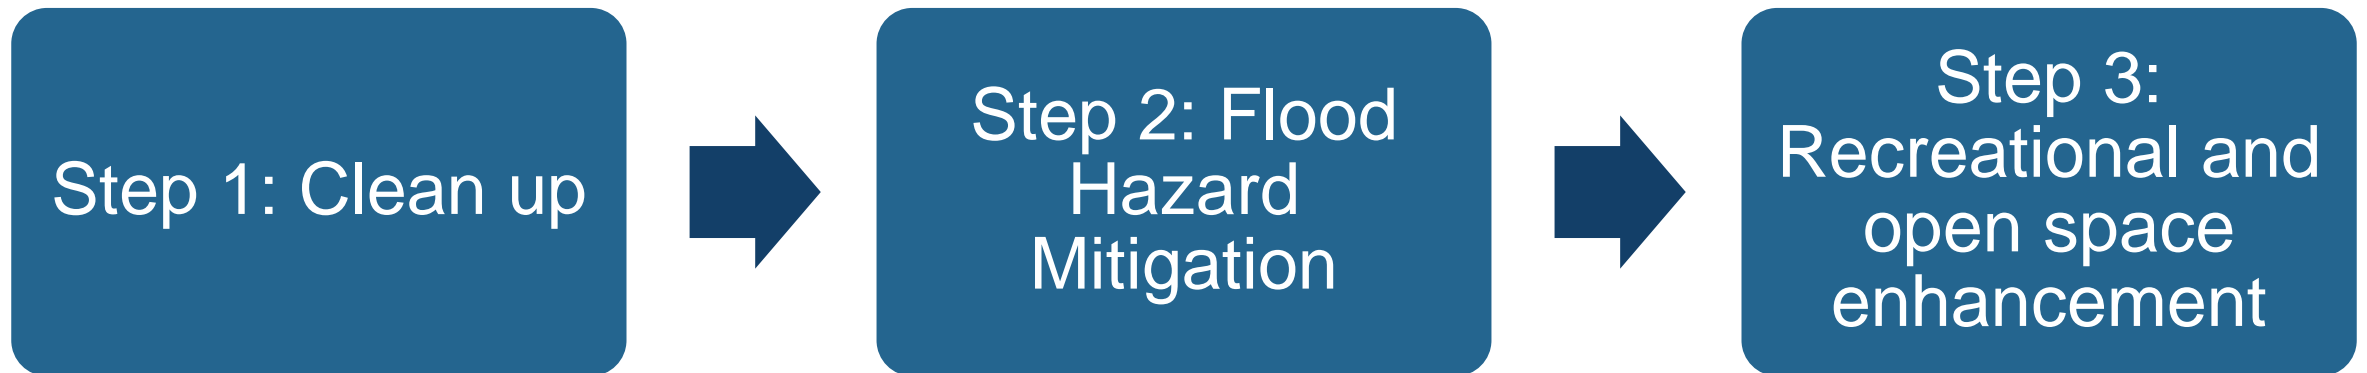 Step 1: Clean up
Step 2: Flood
Hazard
Mitigation
Step 3:
Recreational and
open space
enhancement